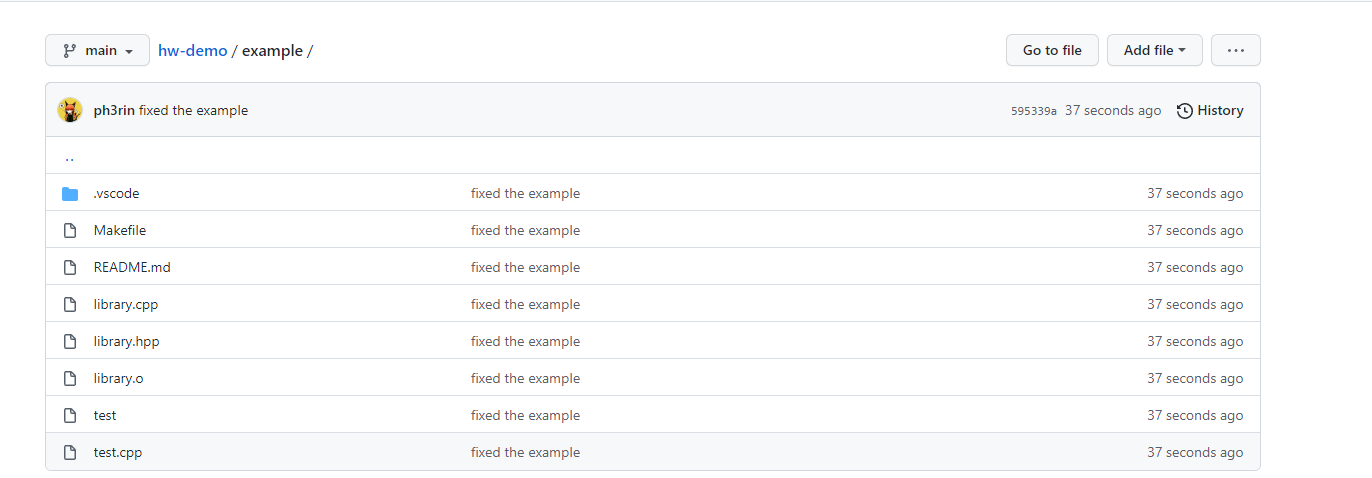 main hw-demo / example / Go to file Add file ...
ph3rin fixed the example 595339a 37 seconds ago History
..
.vscode fixed the example 37 seconds ago
Makefile fixed the example 37 seconds ago
README.md fixed the example 37 seconds ago
library.cpp fixed the example 37 seconds ago
library.hpp fixed the example 37 seconds ago
library.o fixed the example 37 seconds ago
test fixed the example 37 seconds ago
test.cpp fixed the example 37 seconds ago